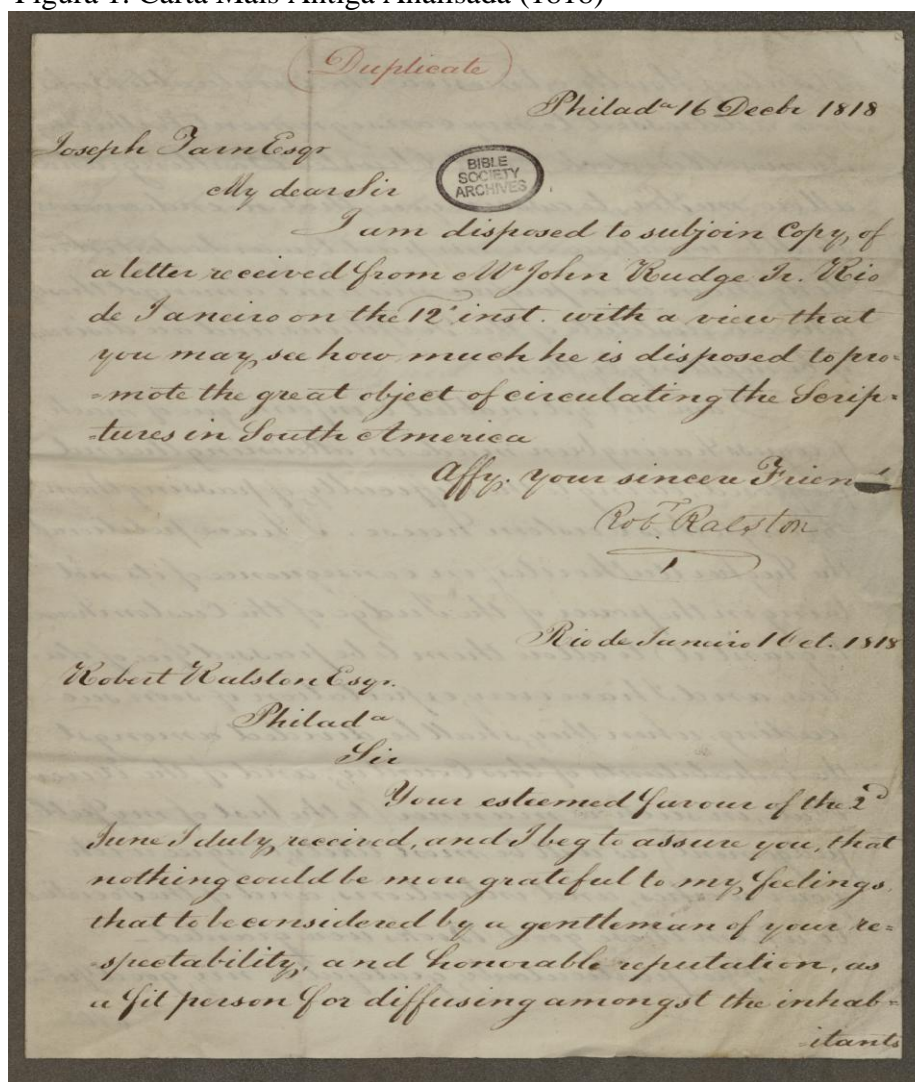 Figura 1: Carta Mais Antiga Analisada (1818)
Duplicate
Philadᵃ 16 Decbr 1818
Joseph Tarn Esqr
BIBLE
SOCIETY
ARCHIVES
My dear Sir
I am disposed to subjoin Copy, of
a letter received from Mʳ John Rudge Jr. Rio
de Janeiro on the 12ᵗ inst. with a view that
you may see how much he is disposed to pro-
=mote the great object of circulating the Scrip=
=tures in South America
Affy. your sincere Friend
Robᵗ Ralston
Rio de Janeiro 1 Oct. 1818
Robert Ralston Esqr.
Philadᵃ
Sir
Your esteemed favour of the 2ᵈ
June I duly received, and I beg to assure you, that
nothing could be more grateful to my feelings,
that to be considered by a gentleman of your re=
=spectability, and honorable reputation, as
a fit person for diffusing amongst the inhab=
=itants